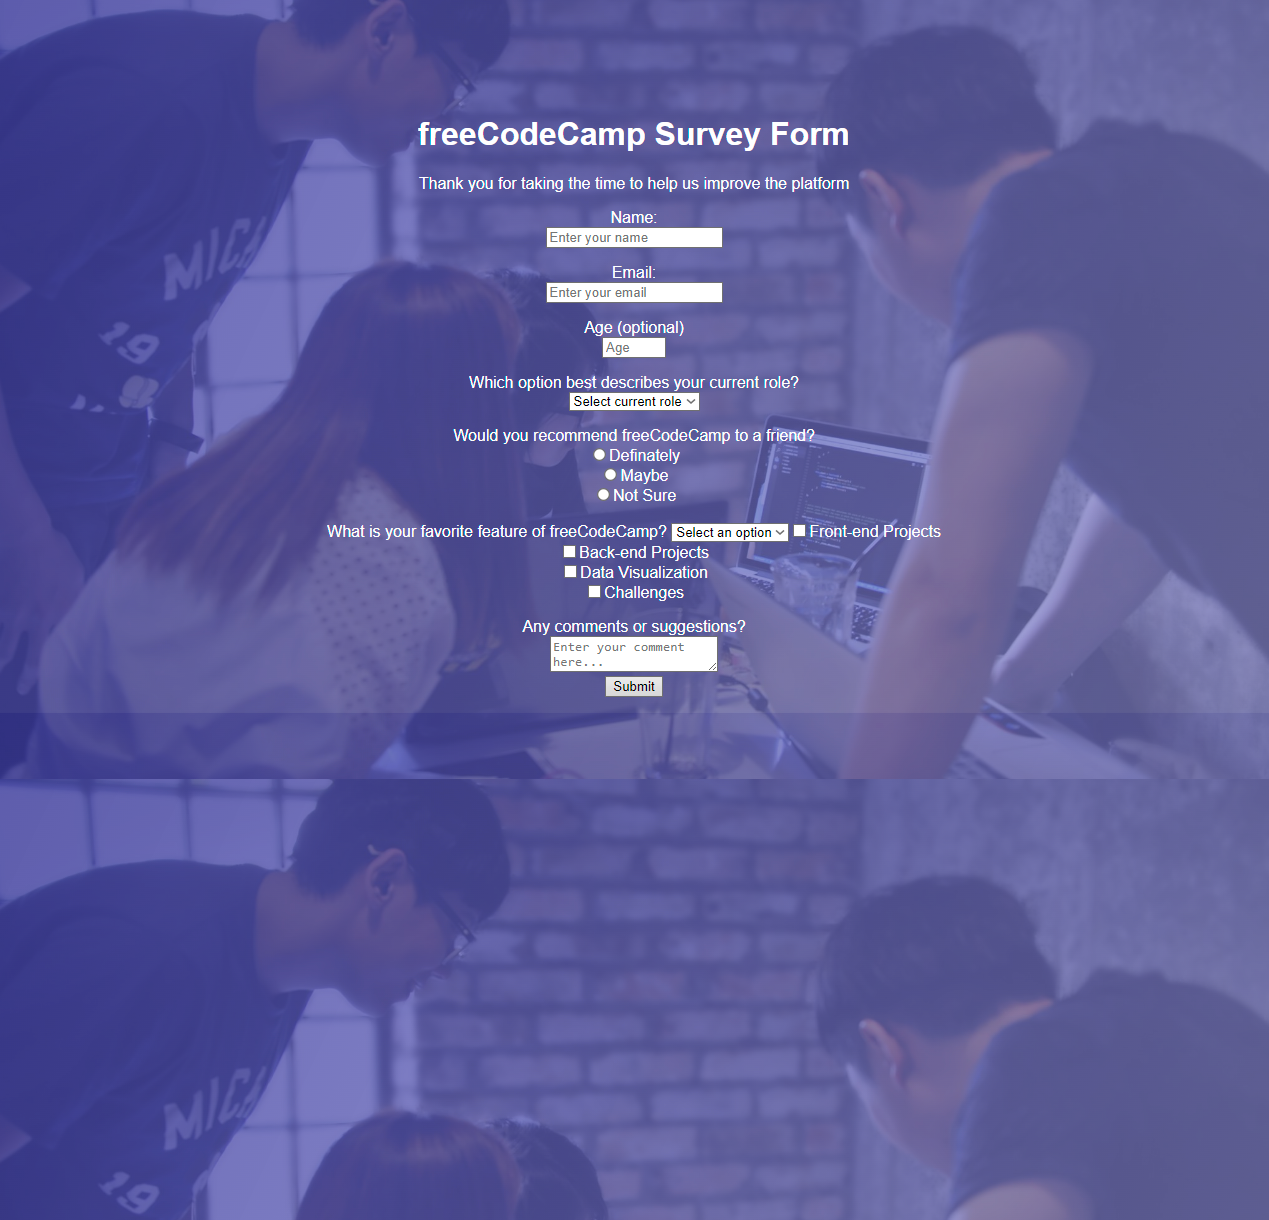 freeCodeCamp Survey Form
Thank you for taking the time to help us improve the platform
Name:
Enter your name
Email:
Enter your email
Age (optional)
Age
Which option best describes your current role?
Select current role
Would you recommend freeCodeCamp to a friend?
Definately
Maybe
Not Sure
What is your favorite feature of freeCodeCamp? Select an option Front-end Projects
Back-end Projects
Data Visualization
Challenges
Any comments or suggestions?
Enter your comment
here...
Submit
19
19